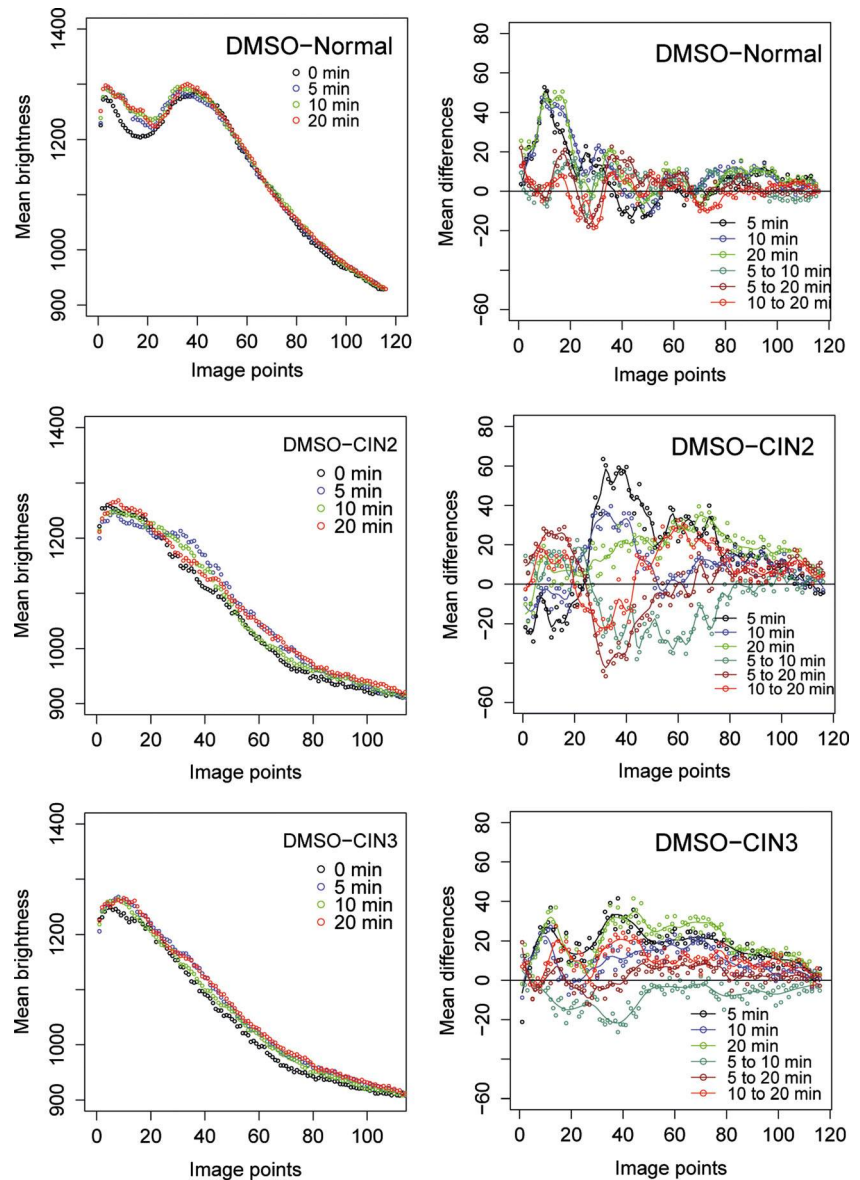 DMSO−Normal
0 min
5 min
10 min
20 min
Mean brightness
1400
1200
1000
900
0 20 40 60 80 100 120
Image points
DMSO−Normal
5 min
10 min
20 min
5 to 10 min
5 to 20 min
10 to 20 mi
Mean differences
80
60
40
20
0
−20
−60
0 20 40 60 80 100 120
Image points
DMSO−CIN2
0 min
5 min
10 min
20 min
Mean brightness
1400
1200
1000
900
0 20 40 60 80 100
Image points
DMSO−CIN2
5 min
10 min
20 min
5 to 10 min
5 to 20 min
10 to 20 min
Mean differences
80
60
40
20
0
−20
−60
0 20 40 60 80 100 120
Image points
DMSO−CIN3
0 min
5 min
10 min
20 min
Mean brightness
1400
1200
1000
900
0 20 40 60 80 100
Image points
DMSO−CIN3
5 min
10 min
20 min
5 to 10 min
5 to 20 min
10 to 20 min
Mean differences
80
60
40
20
0
−20
−60
0 20 40 60 80 100 120
Image points